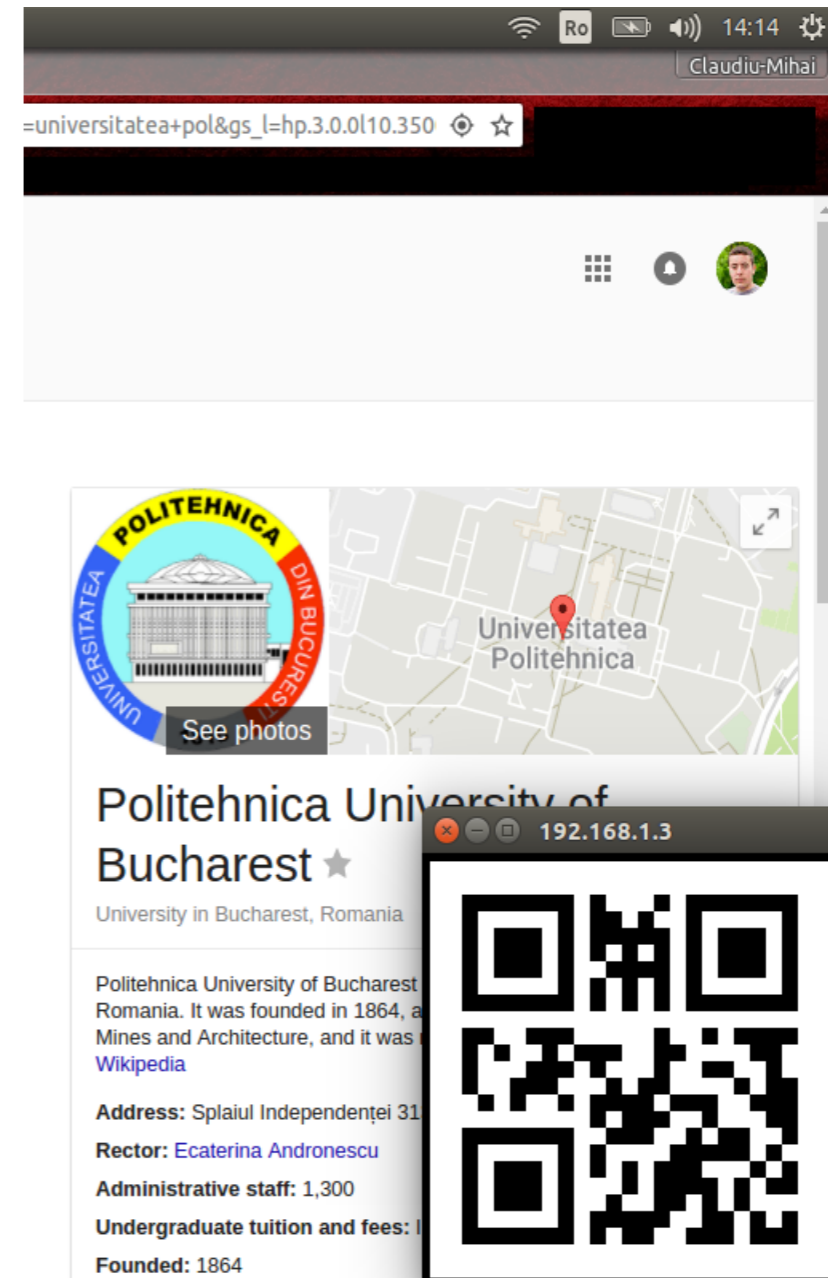 Ro 14:14
Claudiu-Mihai
=universitatea+pol&gs_l=hp.3.0.0l10.350
UNIVERSITATEA POLITEHNICA DIN BUCURESTI
See photos
Universitatea
Politehnica
Politehnica University of
Bucharest
University in Bucharest, Romania
192.168.1.3
Politehnica University of Bucharest
Romania. It was founded in 1864, a
Mines and Architecture, and it was
Wikipedia
Address: Splaiul Independenței 31
Rector: Ecaterina Andronescu
Administrative staff: 1,300
Undergraduate tuition and fees:
Founded: 1864